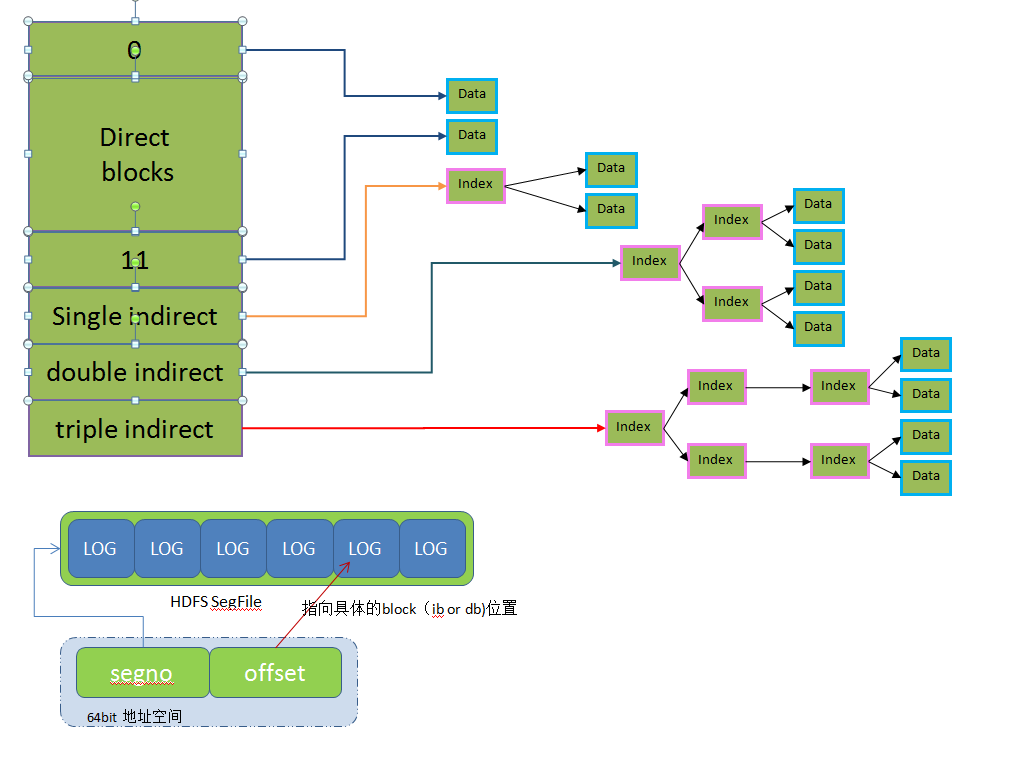 0
Direct
blocks
11
Single indirect
double indirect
triple indirect
Data
Data
Index
Data
Data
Index
Index
Index
Data
Data
Data
Data
Index
Index
Index
Index
Index
Data
Data
Data
Data
LOG LOG LOG LOG LOG LOG
HDFS SegFile
指向具体的block（ib or db)位置
segno offset
64bit 地址空间